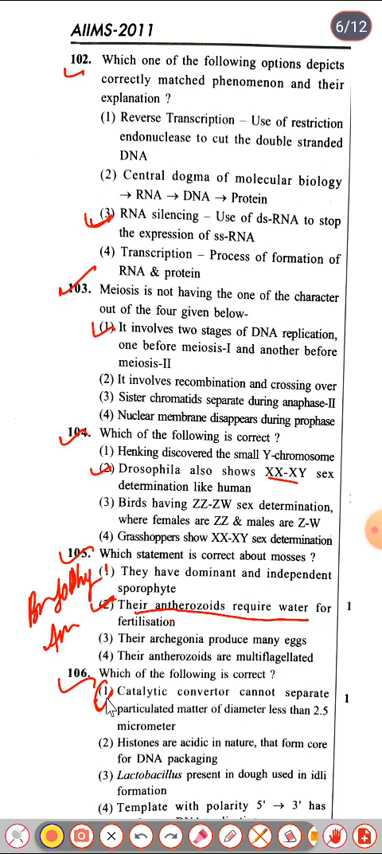 AIIMS-2011
6/12
102. Which one of the following options depicts
correctly matched phenomenon and their
explanation ?
(1) Reverse Transcription – Use of restriction
endonuclease to cut the double stranded
DNA
(2) Central dogma of molecular biology
→ RNA → DNA → Protein
(3) RNA silencing – Use of ds-RNA to stop
the expression of ss-RNA
(4) Transcription – Process of formation of
RNA & protein
103. Meiosis is not having the one of the character
out of the four given below-
(1) It involves two stages of DNA replication,
one before meiosis-I and another before
meiosis-II
(2) It involves recombination and crossing over
(3) Sister chromatids separate during anaphase-II
(4) Nuclear membrane disappears during prophase
104. Which of the following is correct ?
(1) Henking discovered the small Y-chromosome
(2) Drosophila also shows XX-XY sex
determination like human
(3) Birds having ZZ-ZW sex determination,
where females are ZZ & males are Z-W
(4) Grasshoppers show XX-XY sex determination
105. Which statement is correct about mosses ?
(1) They have dominant and independent
sporophyte
(2) Their antherozoids require water for
fertilisation
1
(3) Their archegonia produce many eggs
(4) Their antherozoids are multiflagellated
106. Which of the following is correct ?
(1) Catalytic convertor cannot separate
particulated matter of diameter less than 2.5
micrometer
1
(2) Histones are acidic in nature, that form core
for DNA packaging
(3) Lactobacillus present in dough used in idli
formation
(4) Template with polarity 5' → 3' has